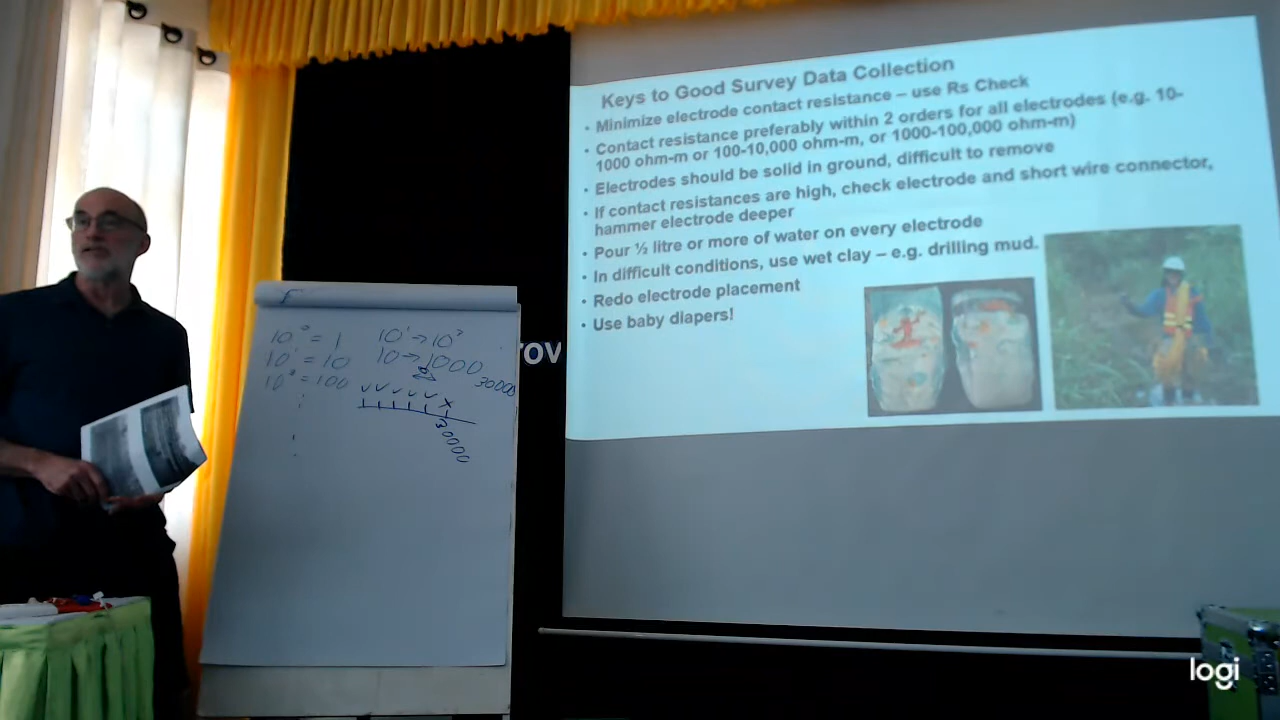 Keys to Good Survey Data Collection
• Minimize electrode contact resistance – use Rs Check
• Contact resistance preferably within 2 orders for all electrodes (e.g. 10-
1000 ohm-m or 100-10,000 ohm-m, or 1000-100,000 ohm-m)
• Electrodes should be solid in ground, difficult to remove
• If contact resistances are high, check electrode and short wire connector,
hammer electrode deeper
• Pour ½ litre or more of water on every electrode
• In difficult conditions, use wet clay – e.g. drilling mud.
• Redo electrode placement
• Use baby diapers!
rov
10⁰ = 1
10¹ = 10
10² = 100
10¹ → 10³
10 → 1000
30000
30000
logi